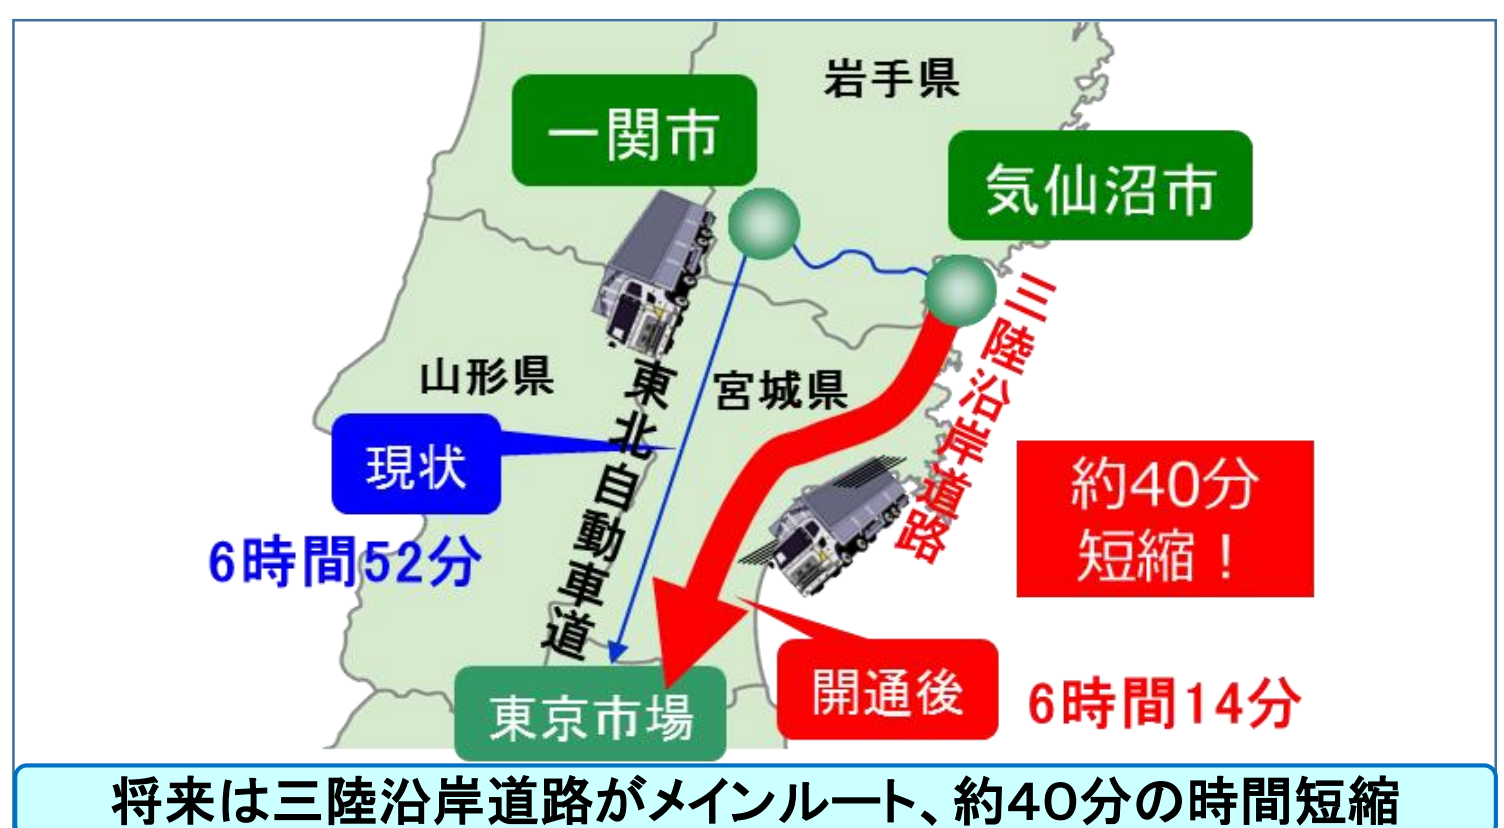 岩手県
一関市
気仙沼市
三陸沿岸道路
山形県
宮城県
東北自動車道
現状
6時間52分
約40分
短縮！
開通後
6時間14分
東京市場
将来は三陸沿岸道路がメインルート、約40分の時間短縮